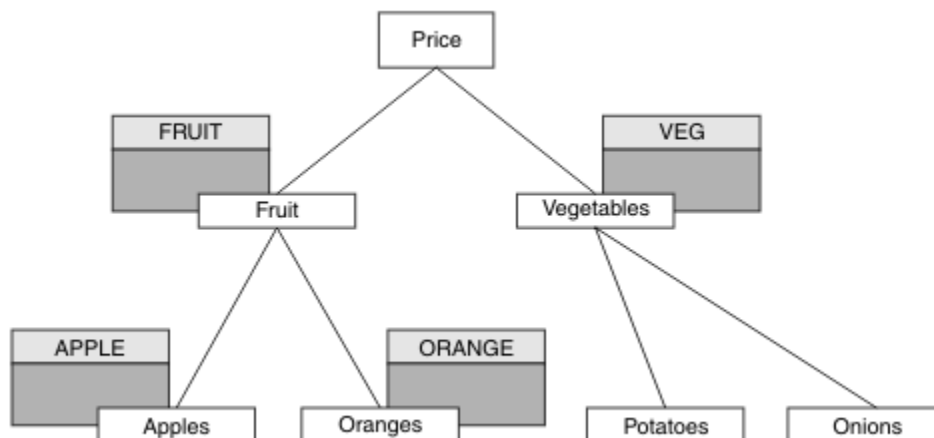 Price
FRUIT
VEG
Fruit
Vegetables
APPLE
ORANGE
Apples
Oranges
Potatoes
Onions